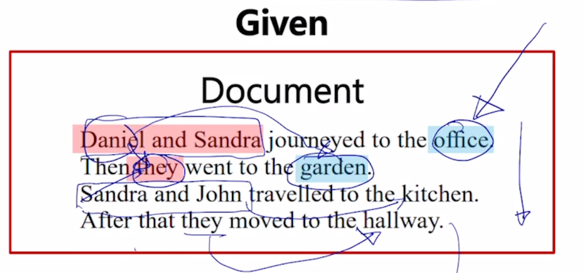 Given
Document
Daniel and Sandra journeyed to the office.
Then they went to the garden.
Sandra and John travelled to the kitchen.
After that they moved to the hallway.